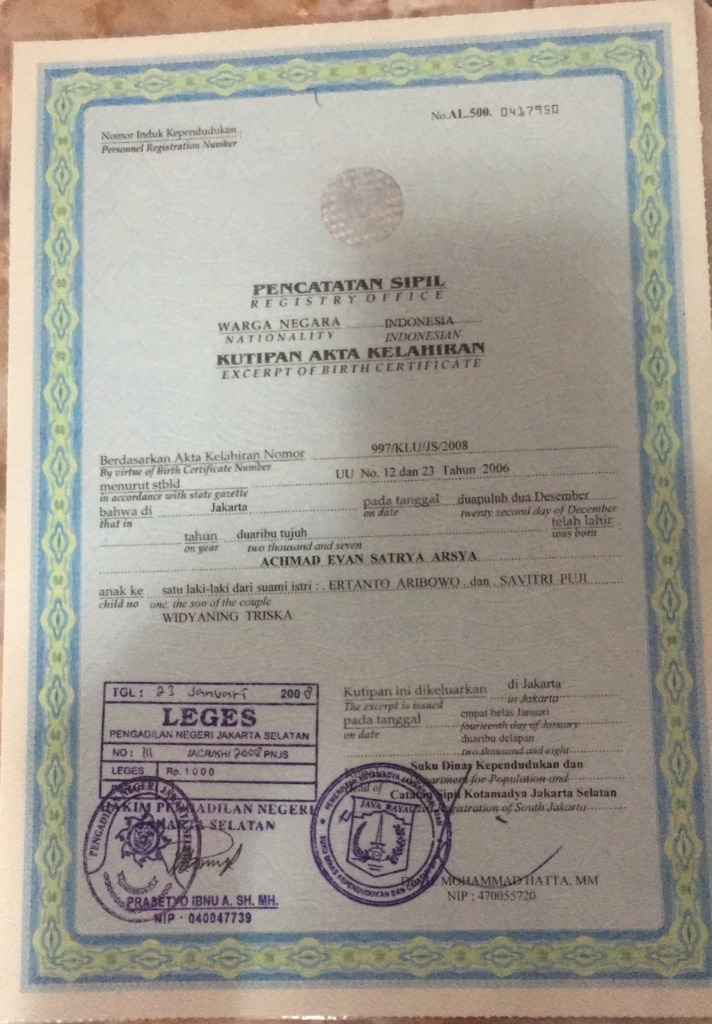 No.AL.500. 0417950
Nomor Induk Kependudukan
Personnel Registration Number
PENCATATAN SIPIL
REGISTRY OFFICE
WARGA NEGARA INDONESIA
NATIONALITY INDONESIAN
KUTIPAN AKTA KELAHIRAN
EXCERPT OF BIRTH CERTIFICATE
Berdasarkan Akta Kelahiran Nomor 997/KLU/JS/2008
By virtue of Birth Certificate Number
menurut stbld UU No. 12 dan 23 Tahun 2006
in accordance with state gazette
bahwa di Jakarta pada tanggal duapuluh dua Desember
that in on date twenty second day of December
telah lahir
tahun duaribu tujuh was born
on year two thousand and seven
ACHMAD EVAN SATRYA ARSYA
anak ke satu laki-laki dari suami istri : ERTANTO ARIBOWO dan SAVITRI PUJI
child no one, the son of the couple
WIDYANING TRISKA
TGL : 23 Januari 2008
LEGES
PENGADILAN NEGERI JAKARTA SELATAN
NO : /ACR/KH/ 2008 PNJS
LEGES Rp. 1000
HAKIM PENGADILAN NEGERI
JAKARTA SELATAN
PRASETYO IBNU A. SH. MH.
NIP : 040047739
Kutipan ini dikeluarkan di Jakarta
The excerpt is issued in Jakarta
pada tanggal empat belas Januari
on date fourteenth day of January
duaribu delapan
two thousand and eight
Suku Dinas Kependudukan dan
for Population and
Catatan Sipil Kotamadya Jakarta Selatan
Registration of South Jakarta
JAYA RAYA
MOHAMMAD HATTA, MM
NIP : 470055720